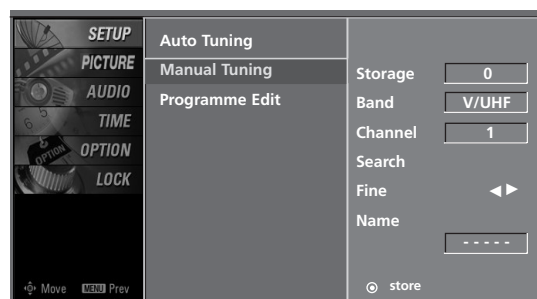 SETUP
PICTURE
AUDIO
TIME
OPTION
LOCK
Move MENU Prev
Auto Tuning
Manual Tuning
Programme Edit
Storage 0
Band V/UHF
Channel 1
Search
Fine ◀▶
Name
- - - - -
store